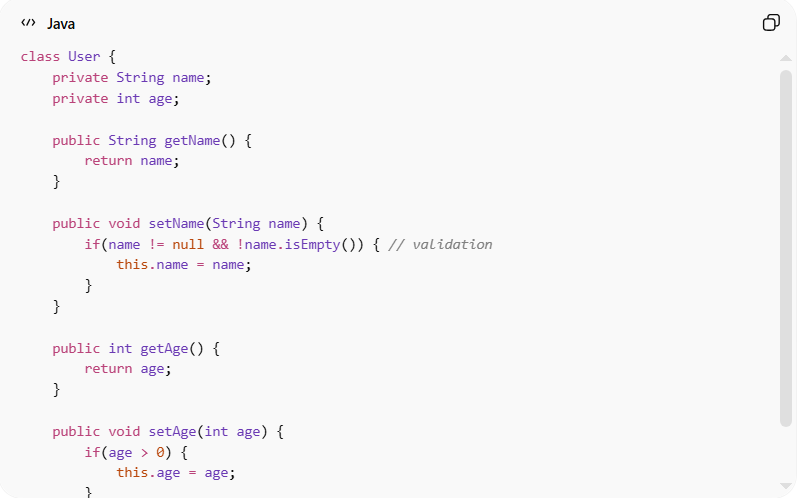 </> Java
class User {
    private String name;
    private int age;

    public String getName() {
        return name;
    }

    public void setName(String name) {
        if(name != null && !name.isEmpty()) { // validation
            this.name = name;
        }
    }

    public int getAge() {
        return age;
    }

    public void setAge(int age) {
        if(age > 0) {
            this.age = age;
        }